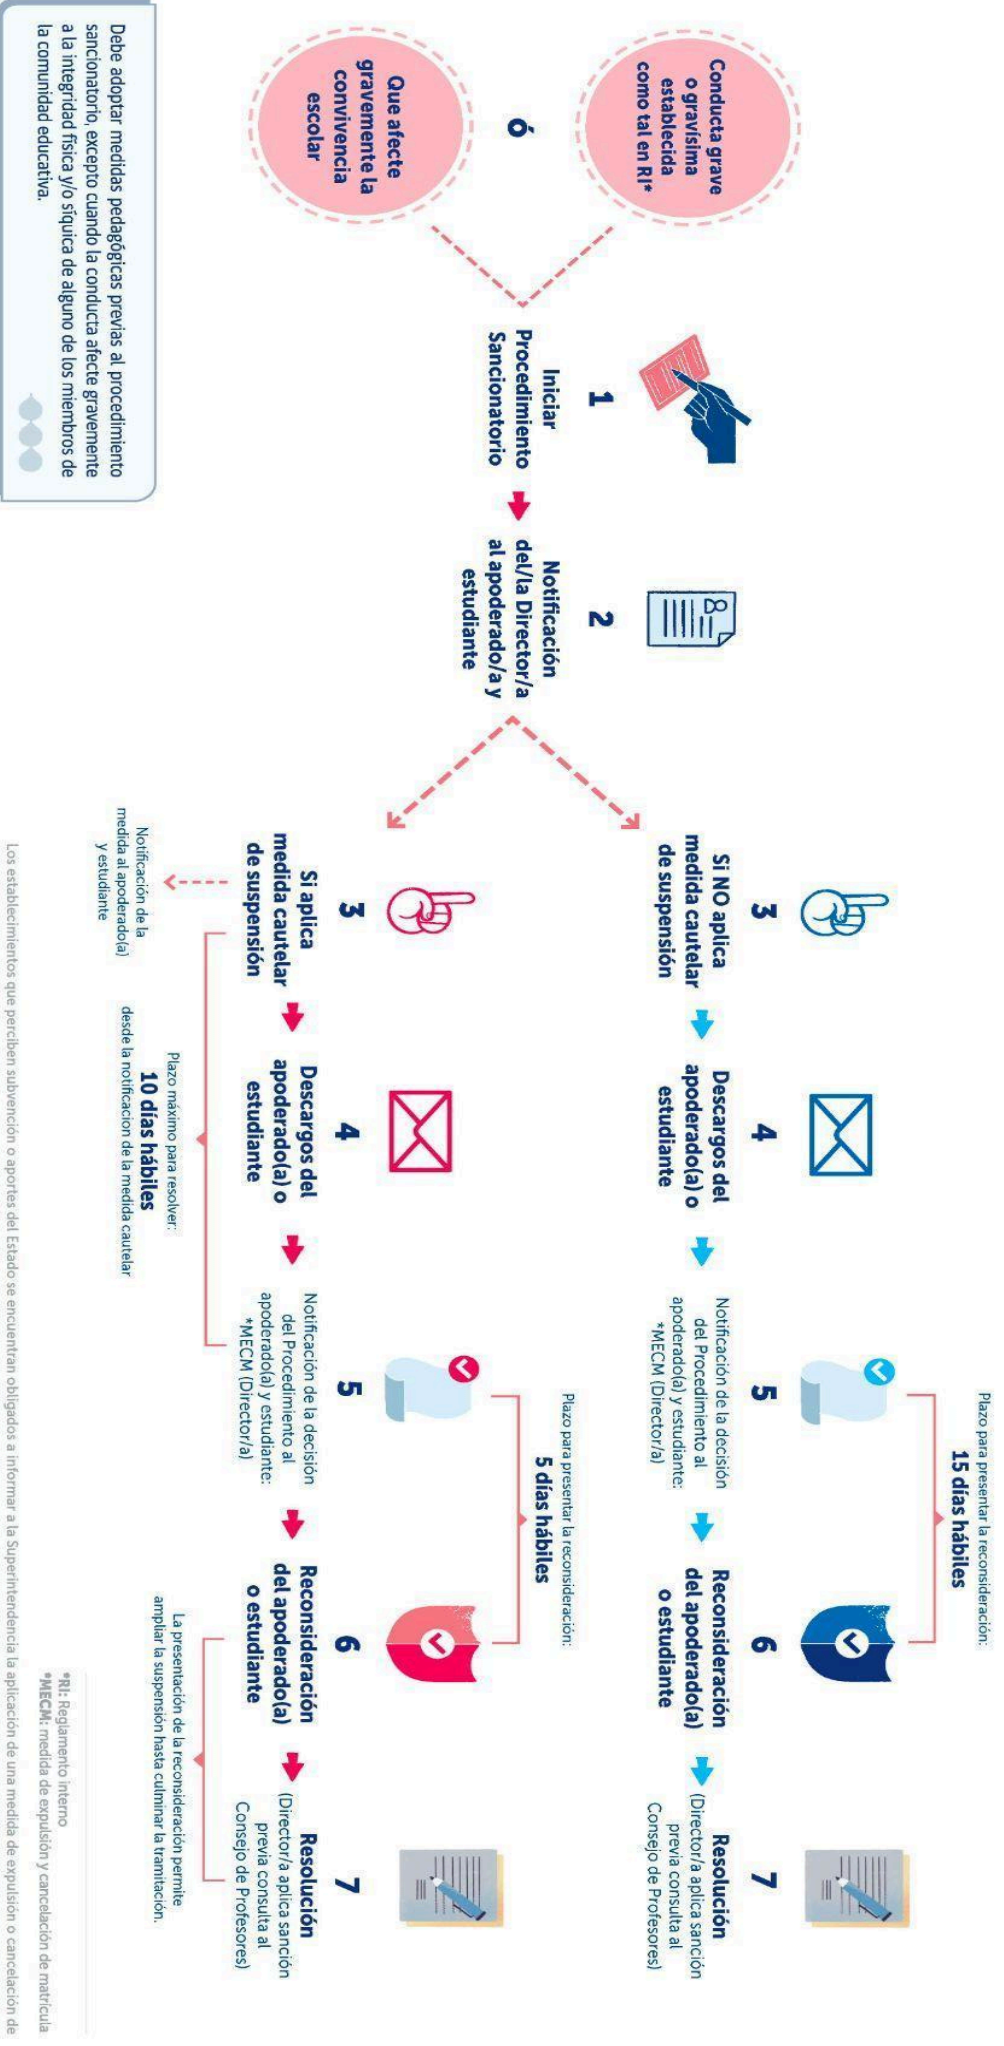 Conducta grave
o gravísima
establecida
como tal en RI*
ó
Que afecte
gravemente la
convivencia
escolar
1
Iniciar
Procedimiento
Sancionatorio
2
Notificación
del/la Director/a
al apoderado/a y
estudiante
3
Si NO aplica
medida cautelar
de suspensión
4
Descargos del
apoderado(a) o
estudiante
5
Notificación de la decisión
del Procedimiento al
apoderado(a) y estudiante:
*MECM (Director/a)
Plazo para presentar la reconsideración:
15 días hábiles
6
Reconsideración
del apoderado(a)
o estudiante
7
Resolución
(Director/a aplica sanción
previa consulta al
Consejo de Profesores)
3
Si aplica
medida cautelar
de suspensión
Notificación de la
medida al apoderado(a)
y estudiante
4
Descargos del
apoderado(a) o
estudiante
Plazo máximo para resolver:
10 días hábiles
desde la notificacion de la medida cautelar
5
Notificación de la decisión
del Procedimiento al
apoderado(a) y estudiante:
*MECM (Director/a)
Plazo para presentar la reconsideración:
5 días hábiles
6
Reconsideración
del apoderado(a)
o estudiante
7
Resolución
(Director/a aplica sanción
previa consulta al
Consejo de Profesores)
La presentación de la reconsideración permite
ampliar la suspensión hasta culminar la tramitación.
Debe adoptar medidas pedagógicas previas al procedimiento
sancionatorio, excepto cuando la conducta afecte gravemente
a la integridad física y/o síquica de alguno de los miembros de
la comunidad educativa.
*RI: Reglamento interno
*MECM: medida de expulsión y cancelación de matrícula
Los establecimientos que perciben subvención o aportes del Estado se encuentran obligados a informar a la Superintendencia la aplicación de una medida de expulsión o cancelación de